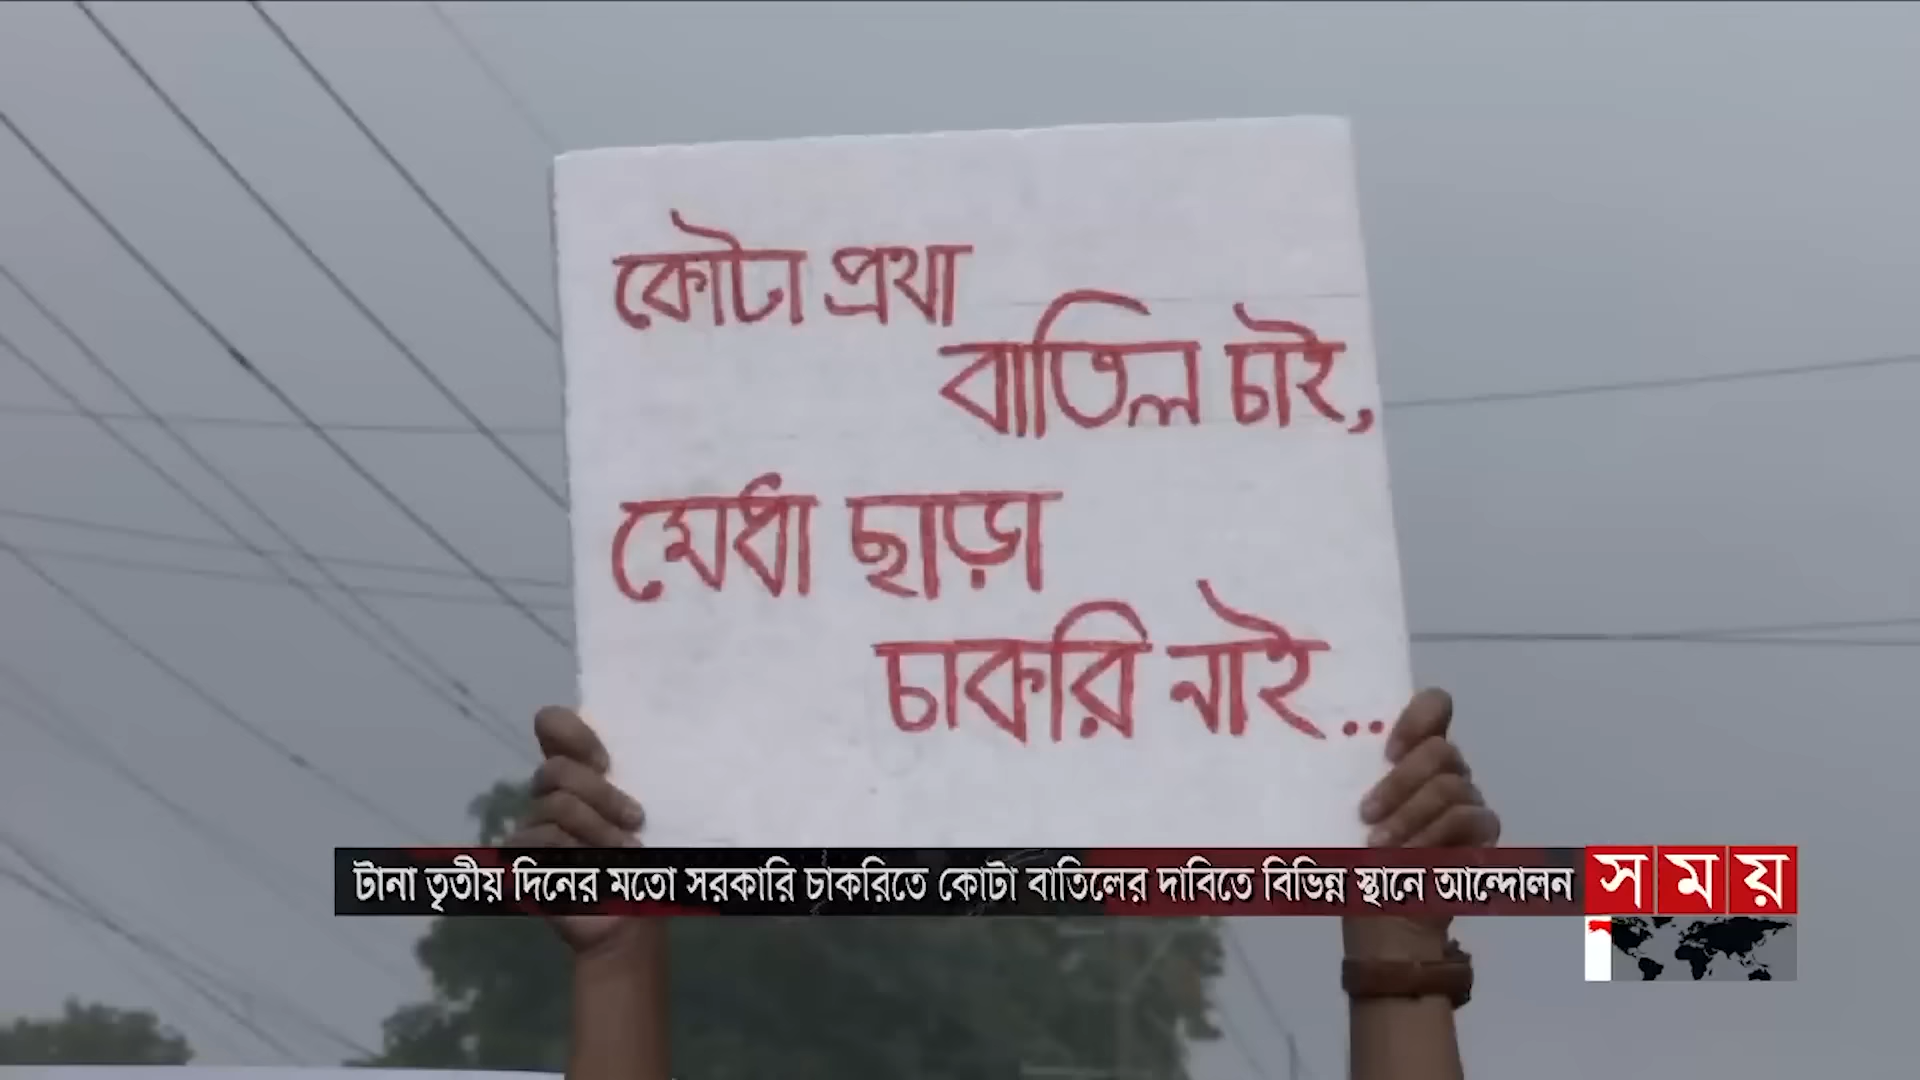 কোটা প্রথা
বাতিল চাই,
মেধা ছাড়া
চাকরি নাই..
টানা তৃতীয় দিনের মতো সরকারি চাকরিতে কোটা বাতিলের দাবিতে বিভিন্ন স্থানে আন্দোলন
সময়